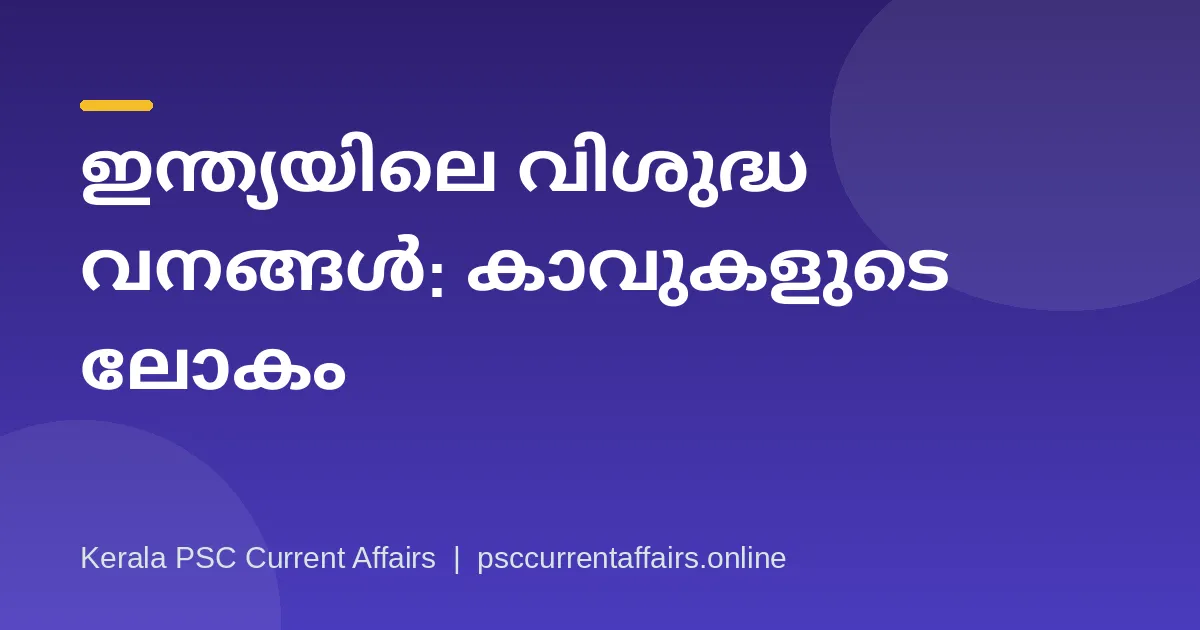 ഇന്ത്യയിലെ വിശുദ്ധ
വനങ്ങൾ: കാവുകളുടെ
ലോകം
Kerala PSC Current Affairs | psccurrentaffairs.online